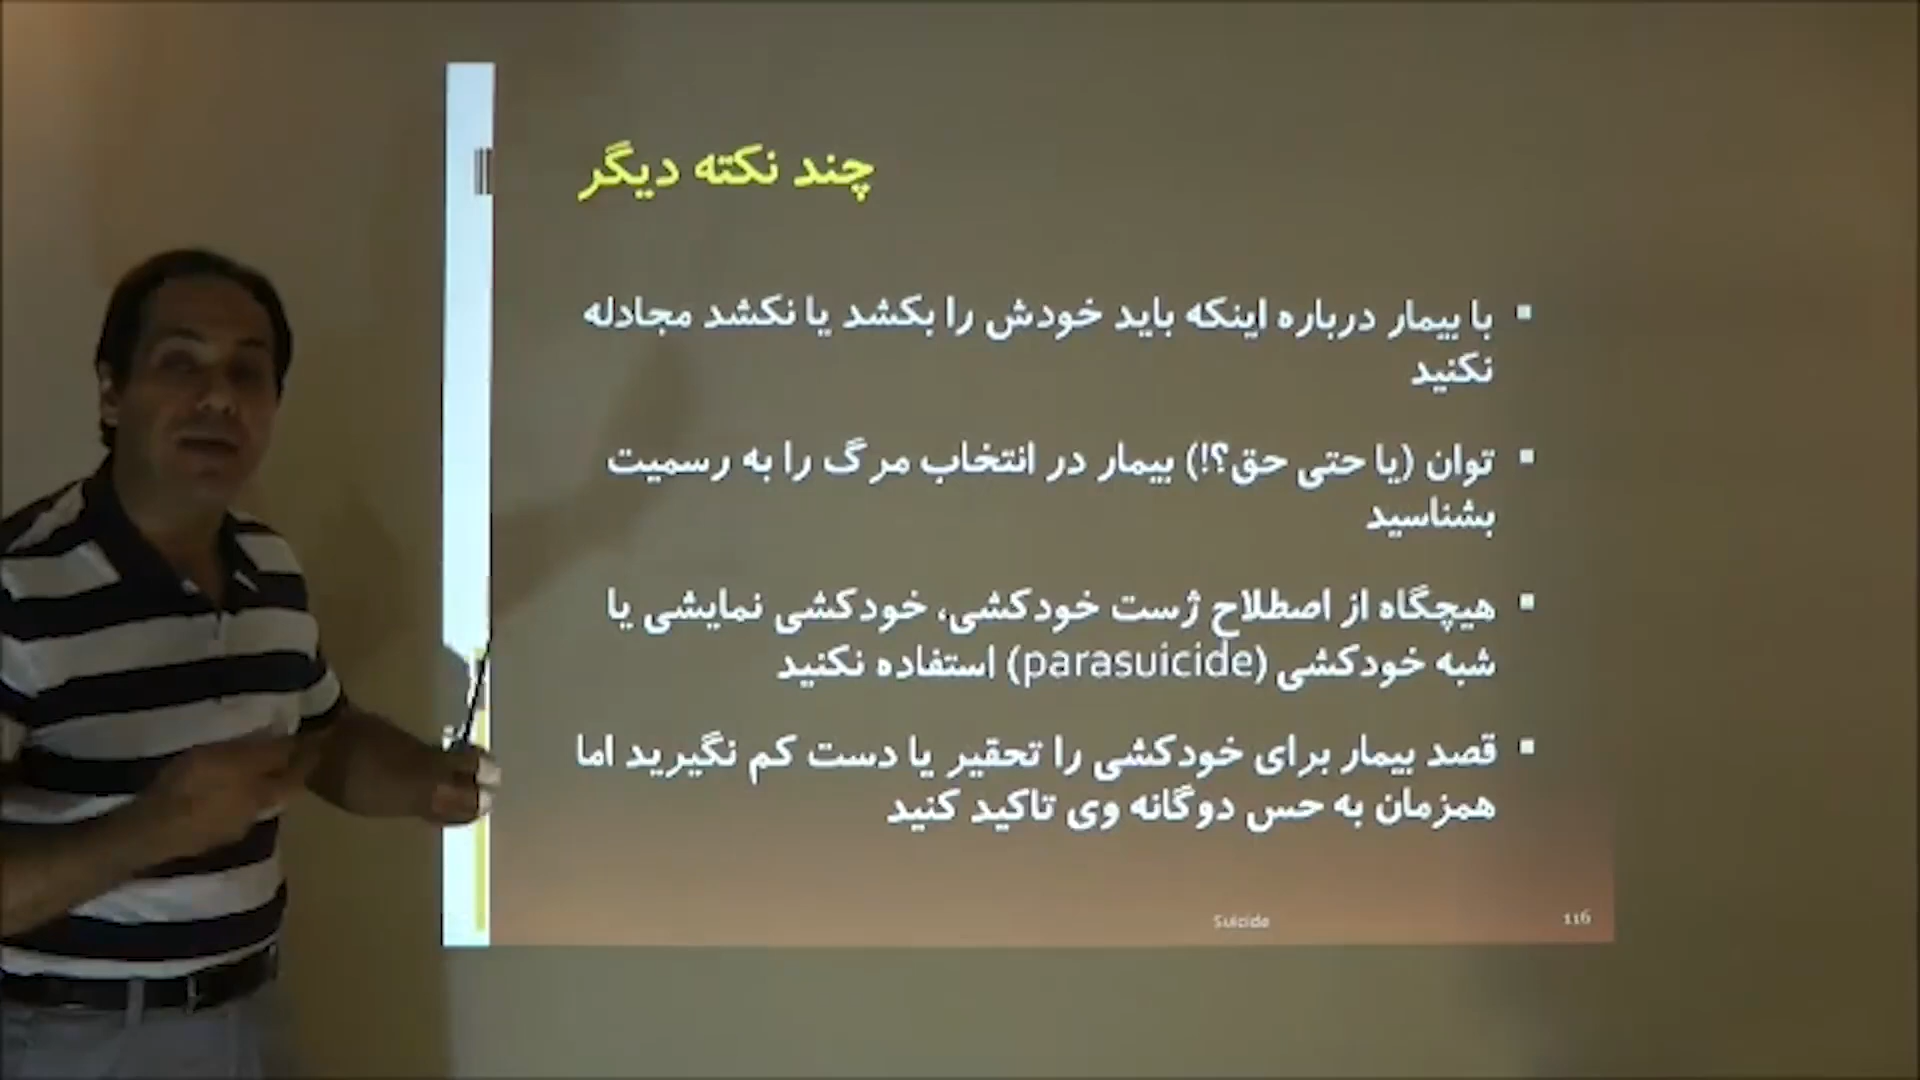 چند نکته دیگر
▪ با بیمار درباره اینکه باید خودش را بکشد یا نکشد مجادله
نکنید
▪ توان (یا حتی حق؟!) بیمار در انتخاب مرگ را به رسمیت
بشناسید
▪ هیچگاه از اصطلاح ژست خودکشی، خودکشی نمایشی یا
شبه خودکشی (parasuicide) استفاده نکنید
▪ قصد بیمار برای خودکشی را تحقیر یا دست کم نگیرید اما
همزمان به حس دوگانه وی تاکید کنید
Suicide
116